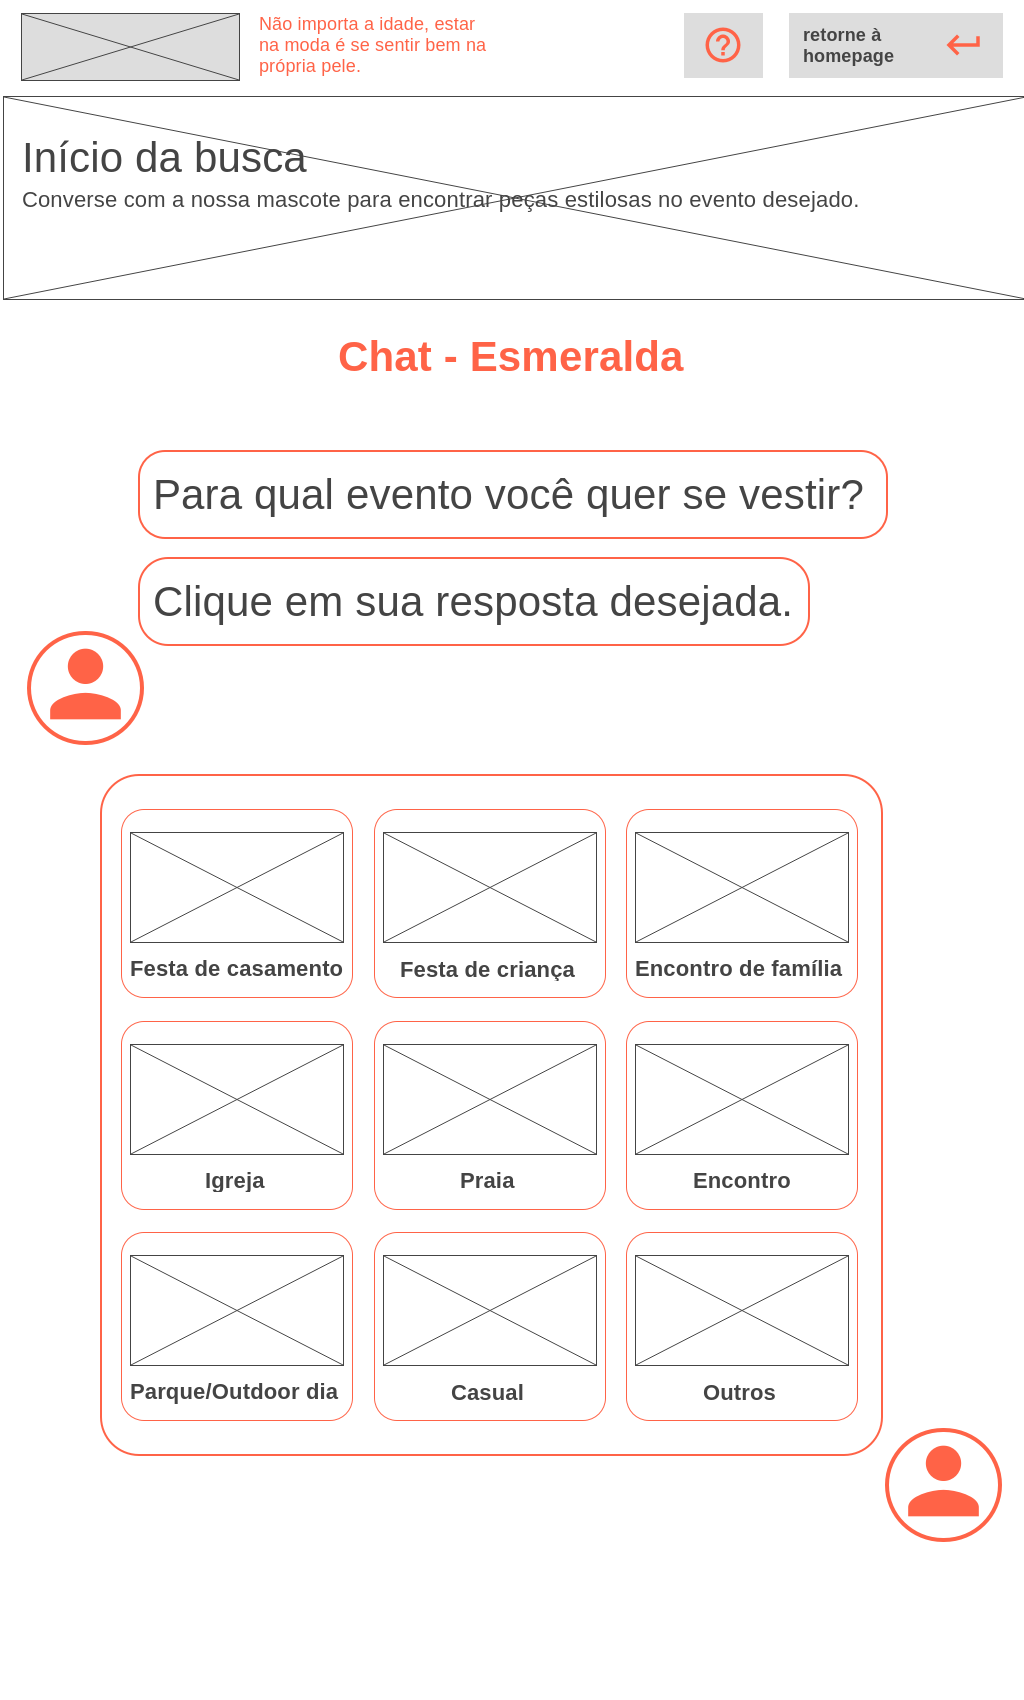 Não importa a idade, estar
na moda é se sentir bem na
própria pele.
retorne à
homepage
Início da busca
Converse com a nossa mascote para encontrar peças estilosas no evento desejado.
Chat - Esmeralda
Para qual evento você quer se vestir?
Clique em sua resposta desejada.
Festa de casamento
Festa de criança
Encontro de família
Igreja
Praia
Encontro
Parque/Outdoor dia
Casual
Outros